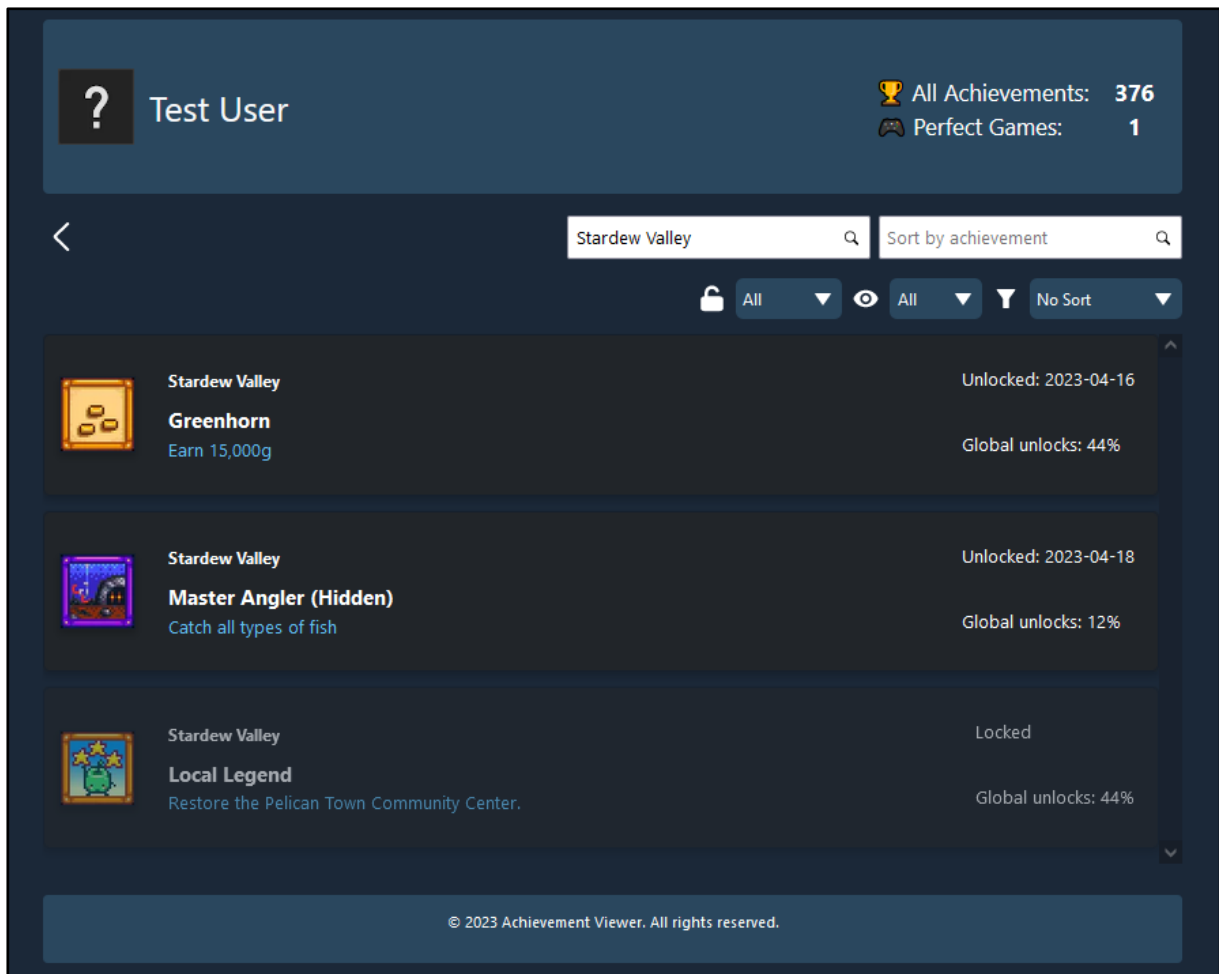 ?
Test User
All Achievements: 376
Perfect Games: 1
Stardew Valley
Sort by achievement
All
All
No Sort
Stardew Valley
Unlocked: 2023-04-16
Greenhorn
Earn 15,000g
Global unlocks: 44%
Stardew Valley
Unlocked: 2023-04-18
Master Angler (Hidden)
Catch all types of fish
Global unlocks: 12%
Stardew Valley
Locked
Local Legend
Restore the Pelican Town Community Center.
Global unlocks: 44%
© 2023 Achievement Viewer. All rights reserved.